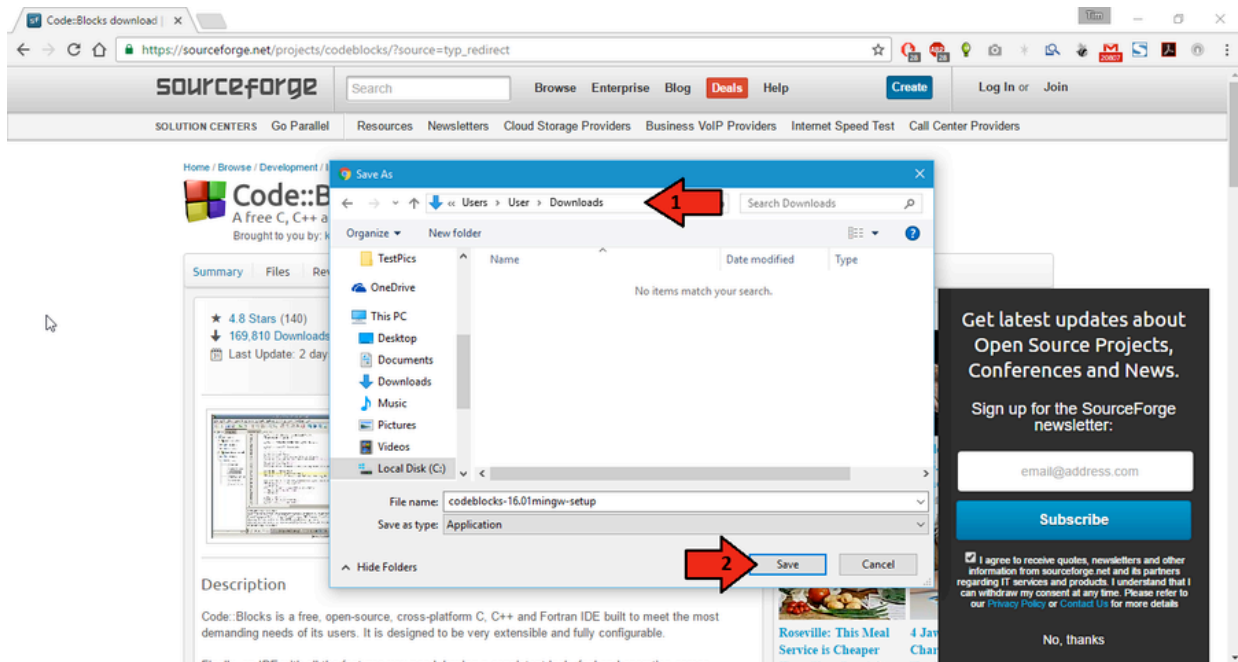 Code::Blocks download |
Tim
https://sourceforge.net/projects/codeblocks/?source=typ_redirect
28
28
20807
sourceforge
Search
Browse Enterprise Blog Deals Help
Create
Log In or Join
SOLUTION CENTERS Go Parallel Resources Newsletters Cloud Storage Providers Business VoIP Providers Internet Speed Test Call Center Providers
Home / Browse / Development /
Code::B
A free C, C++ a
Brought to you by:
Summary Files Rev
4.8 Stars (140)
169,810 Downloads
Last Update: 2 day
Save As
« Users › User › Downloads
1
Search Downloads
Organize
New folder
TestPics
OneDrive
This PC
Desktop
Documents
Downloads
Music
Pictures
Videos
Local Disk (C:)
Name Date modified Type
No items match your search.
File name: codeblocks-16.01mingw-setup
Save as type: Application
Hide Folders
2
Save
Cancel
Description
Code::Blocks is a free, open-source, cross-platform C, C++ and Fortran IDE built to meet the most
demanding needs of its users. It is designed to be very extensible and fully configurable.
Roseville: This Meal
Service is Cheaper
4 Jaw
Char
Get latest updates about
Open Source Projects,
Conferences and News.
Sign up for the SourceForge
newsletter:
email@address.com
Subscribe
I agree to receive quotes, newsletters and other
information from sourceforge.net and its partners
regarding IT services and products. I understand that I
can withdraw my consent at any time. Please refer to
our Privacy Policy or Contact Us for more details
No, thanks